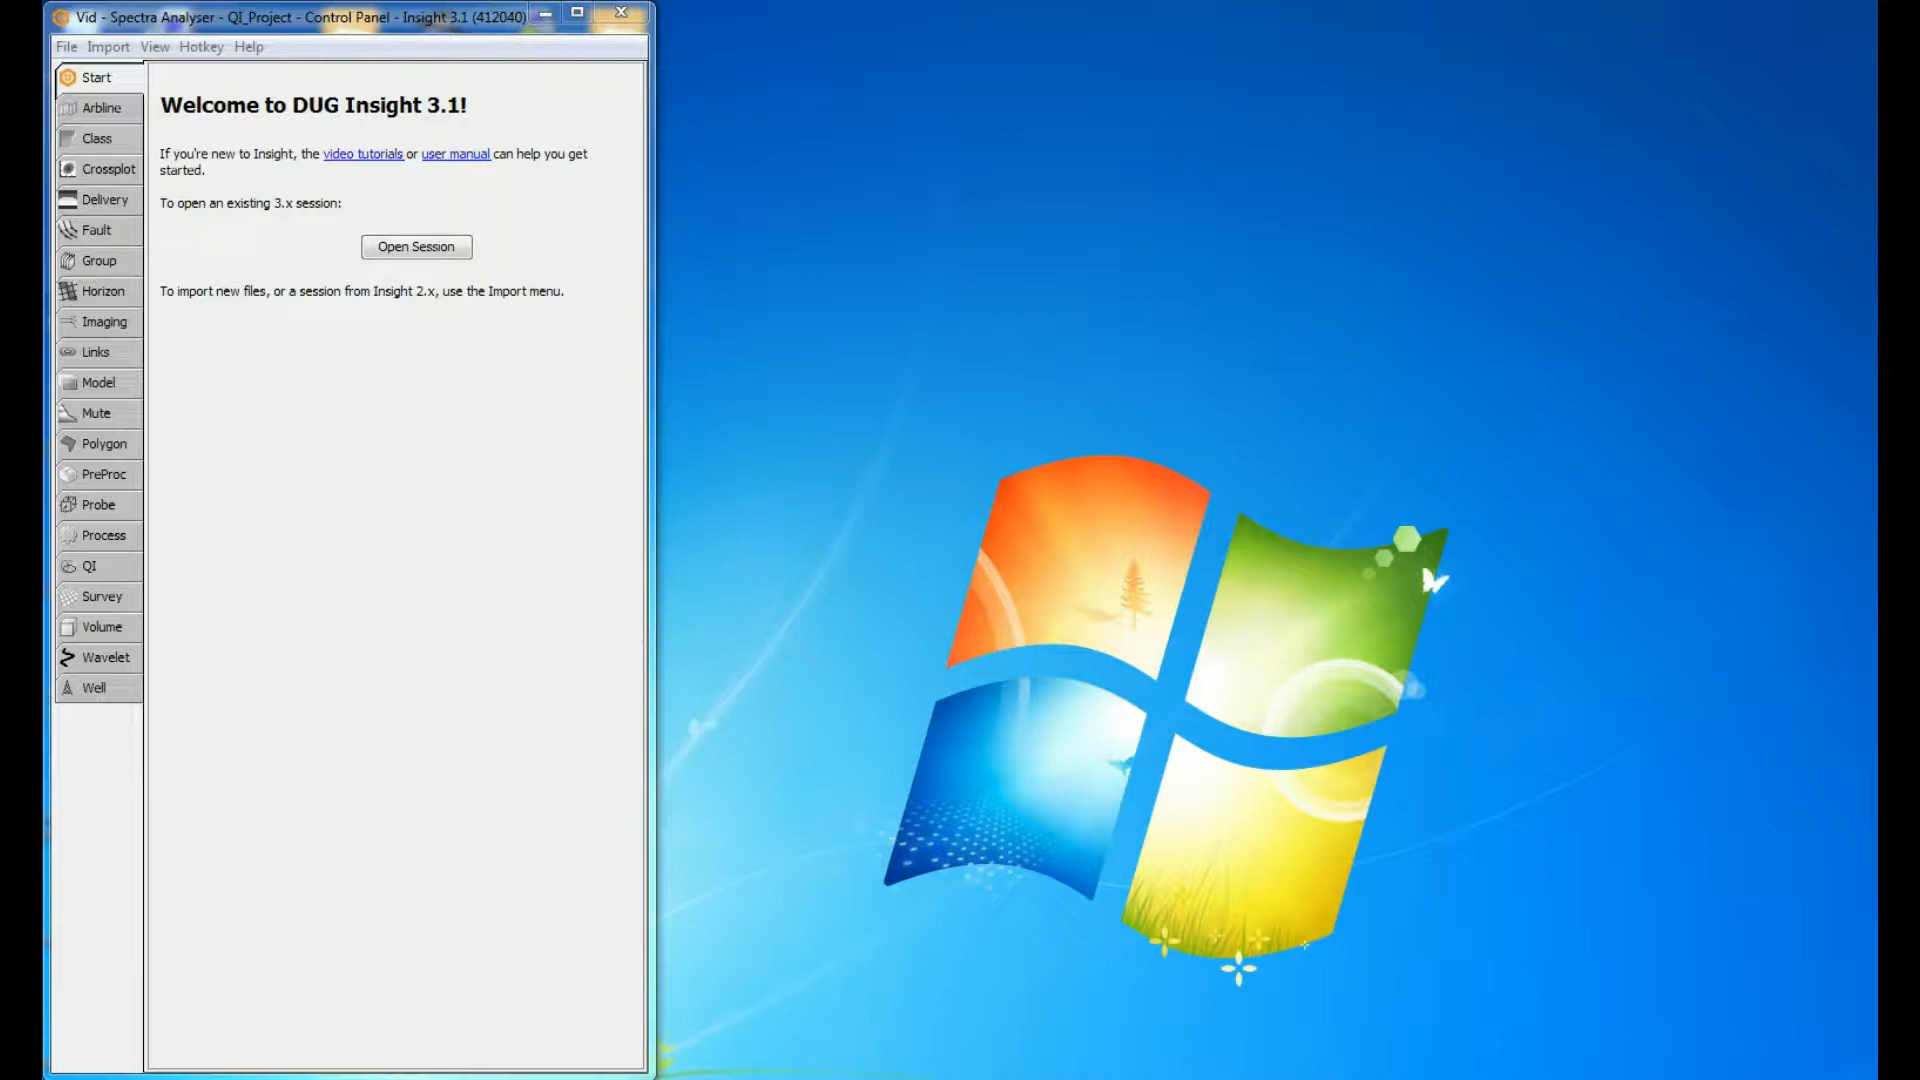 Vid - Spectra Analyser - QI_Project - Control Panel - Insight 3.1 (412040)
File Import View Hotkey Help
Start
Arbline
Class
Crossplot
Delivery
Fault
Group
Horizon
Imaging
Links
Model
Mute
Polygon
PreProc
Probe
Process
QI
Survey
Volume
Wavelet
Well
Welcome to DUG Insight 3.1!
If you're new to Insight, the video tutorials or user manual can help you get
started.
To open an existing 3.x session:
Open Session
To import new files, or a session from Insight 2.x, use the Import menu.